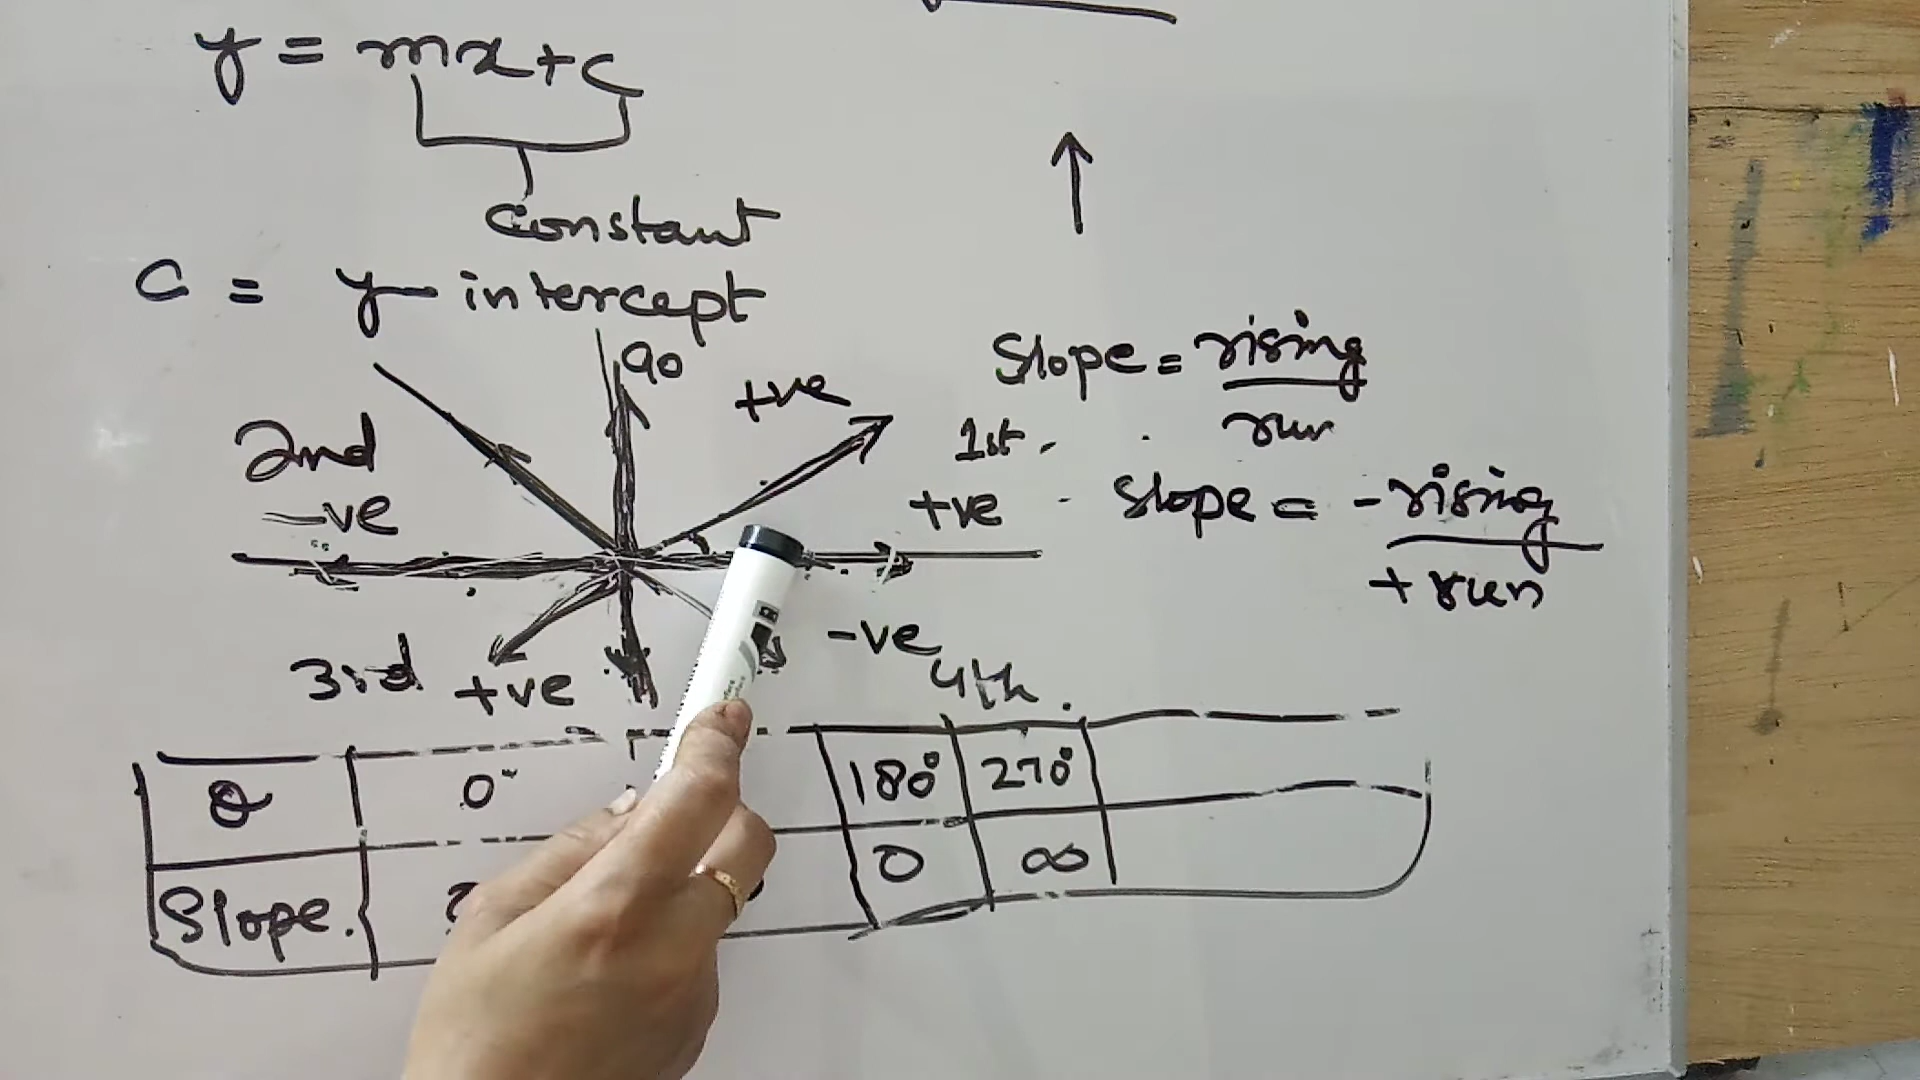 y = mx+c
constant
c = y-intercept
90
+ve
Slope = rising
run
2nd
-ve
1st
+ve
Slope = -rising
+ run
3rd +ve
-ve
4th
θ 0° 180° 270°
Slope. 0 ∞